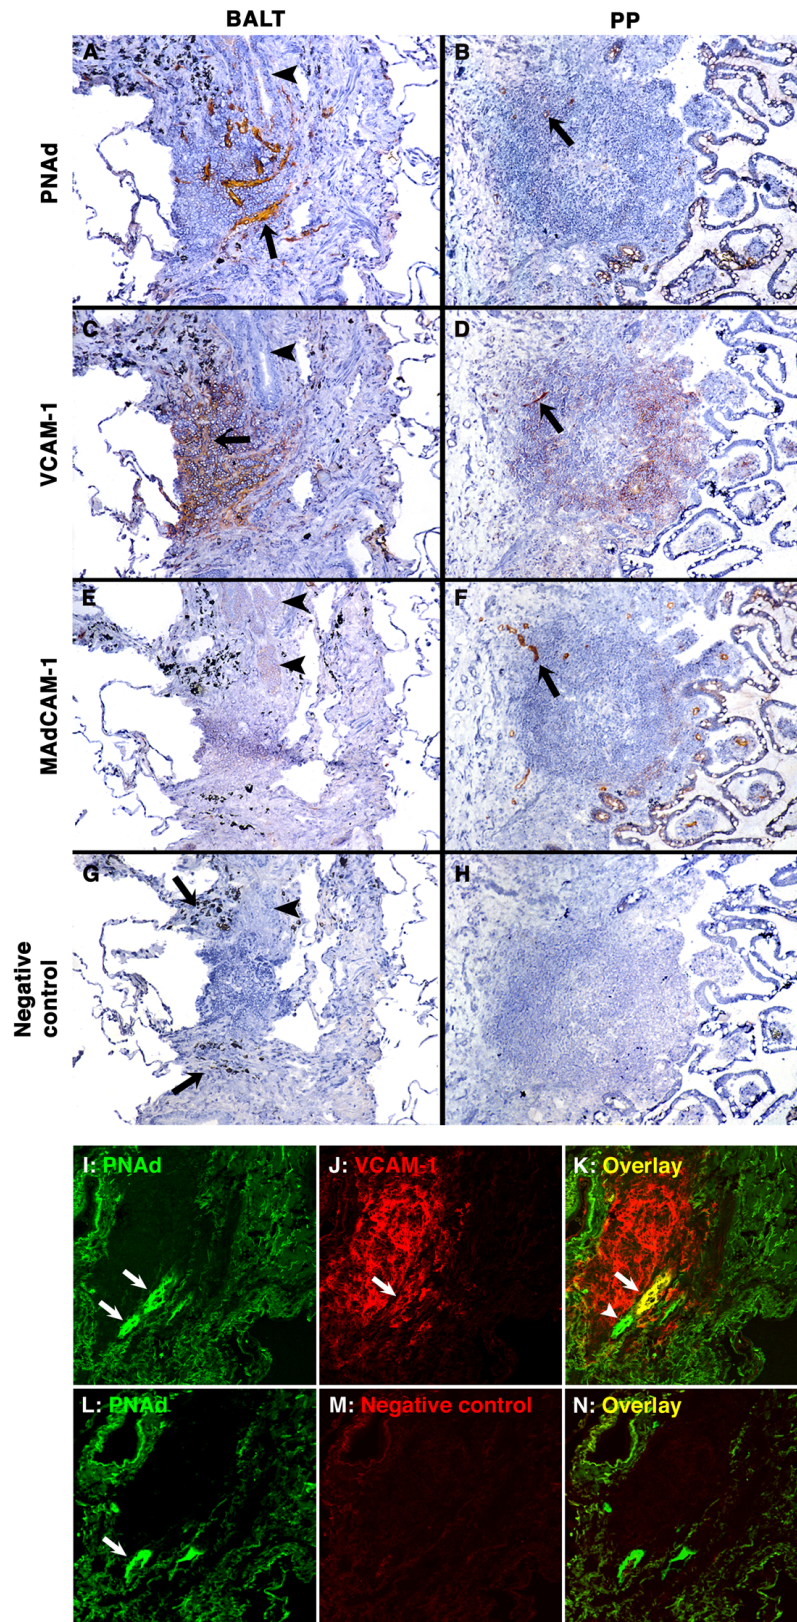 BALT PP
PNAd
A
B
VCAM-1
C
D
MAdCAM-1
E
F
Negative
control
G
H
I: PNAd
J: VCAM-1
K: Overlay
L: PNAd
M: Negative control
N: Overlay